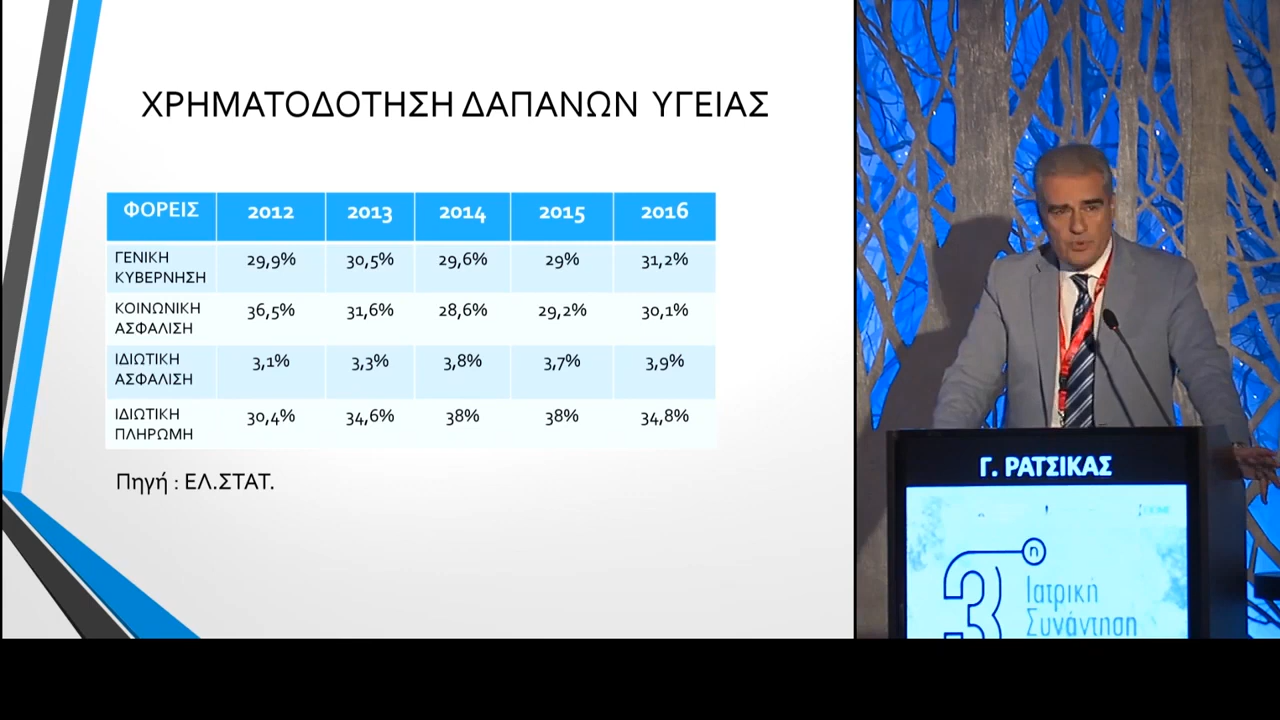 ΧΡΗΜΑΤΟΔΟΤΗΣΗ ΔΑΠΑΝΩΝ ΥΓΕΙΑΣ
ΦΟΡΕΙΣ 2012 2013 2014 2015 2016
ΓΕΝΙΚΗ
ΚΥΒΕΡΝΗΣΗ 29,9% 30,5% 29,6% 29% 31,2%
ΚΟΙΝΩΝΙΚΗ
ΑΣΦΑΛΙΣΗ 36,5% 31,6% 28,6% 29,2% 30,1%
ΙΔΙΩΤΙΚΗ
ΑΣΦΑΛΙΣΗ 3,1% 3,3% 3,8% 3,7% 3,9%
ΙΔΙΩΤΙΚΗ
ΠΛΗΡΩΜΗ 30,4% 34,6% 38% 38% 34,8%
Πηγή : ΕΛ.ΣΤΑΤ.
Γ. ΡΑΤΣΙΚΑΣ
3η
Ιατρική
Συνάντηση